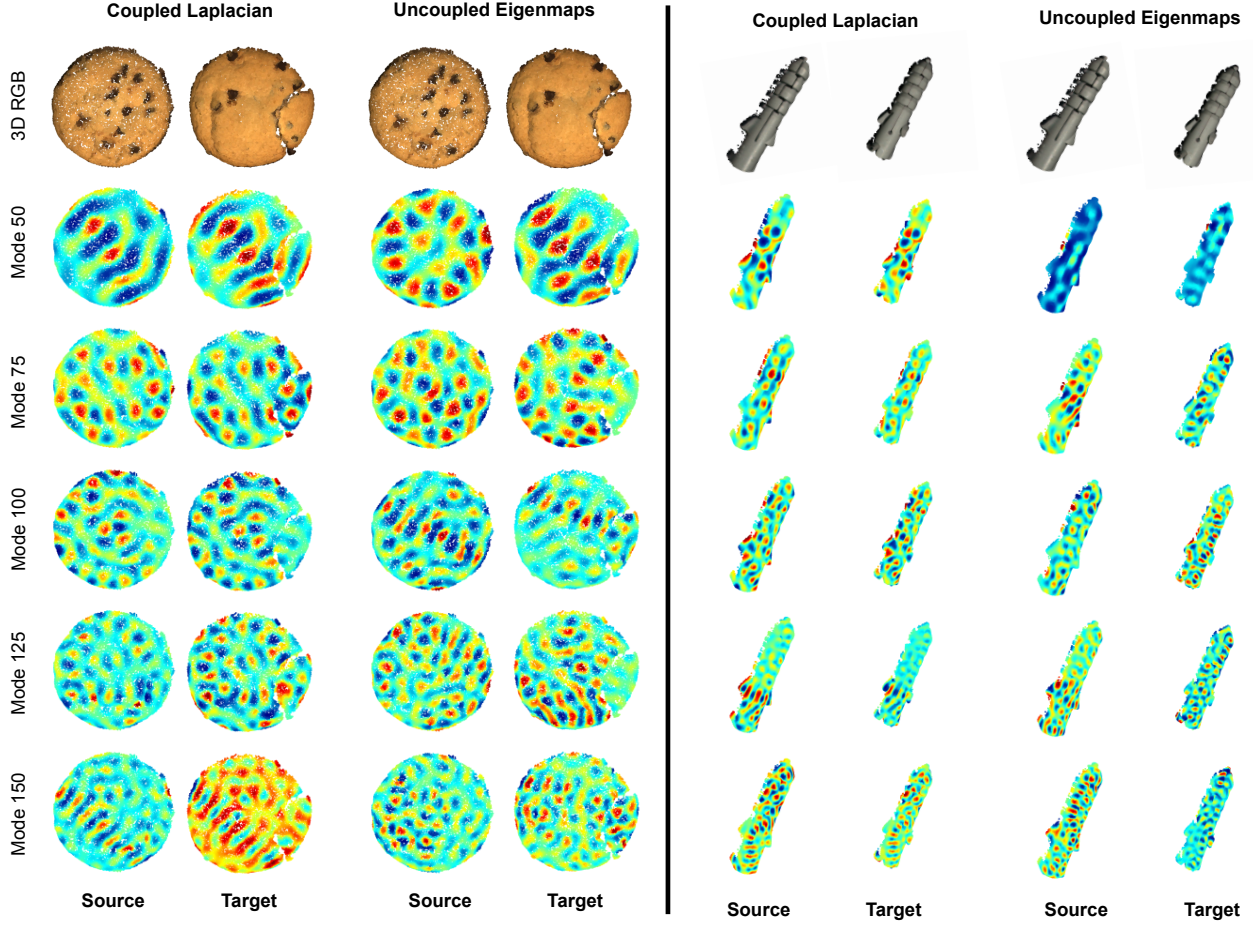 Coupled Laplacian Uncoupled Eigenmaps
Coupled Laplacian Uncoupled Eigenmaps
3D RGB
Mode 50
Mode 75
Mode 100
Mode 125
Mode 150
Source Target Source Target
Source Target Source Target